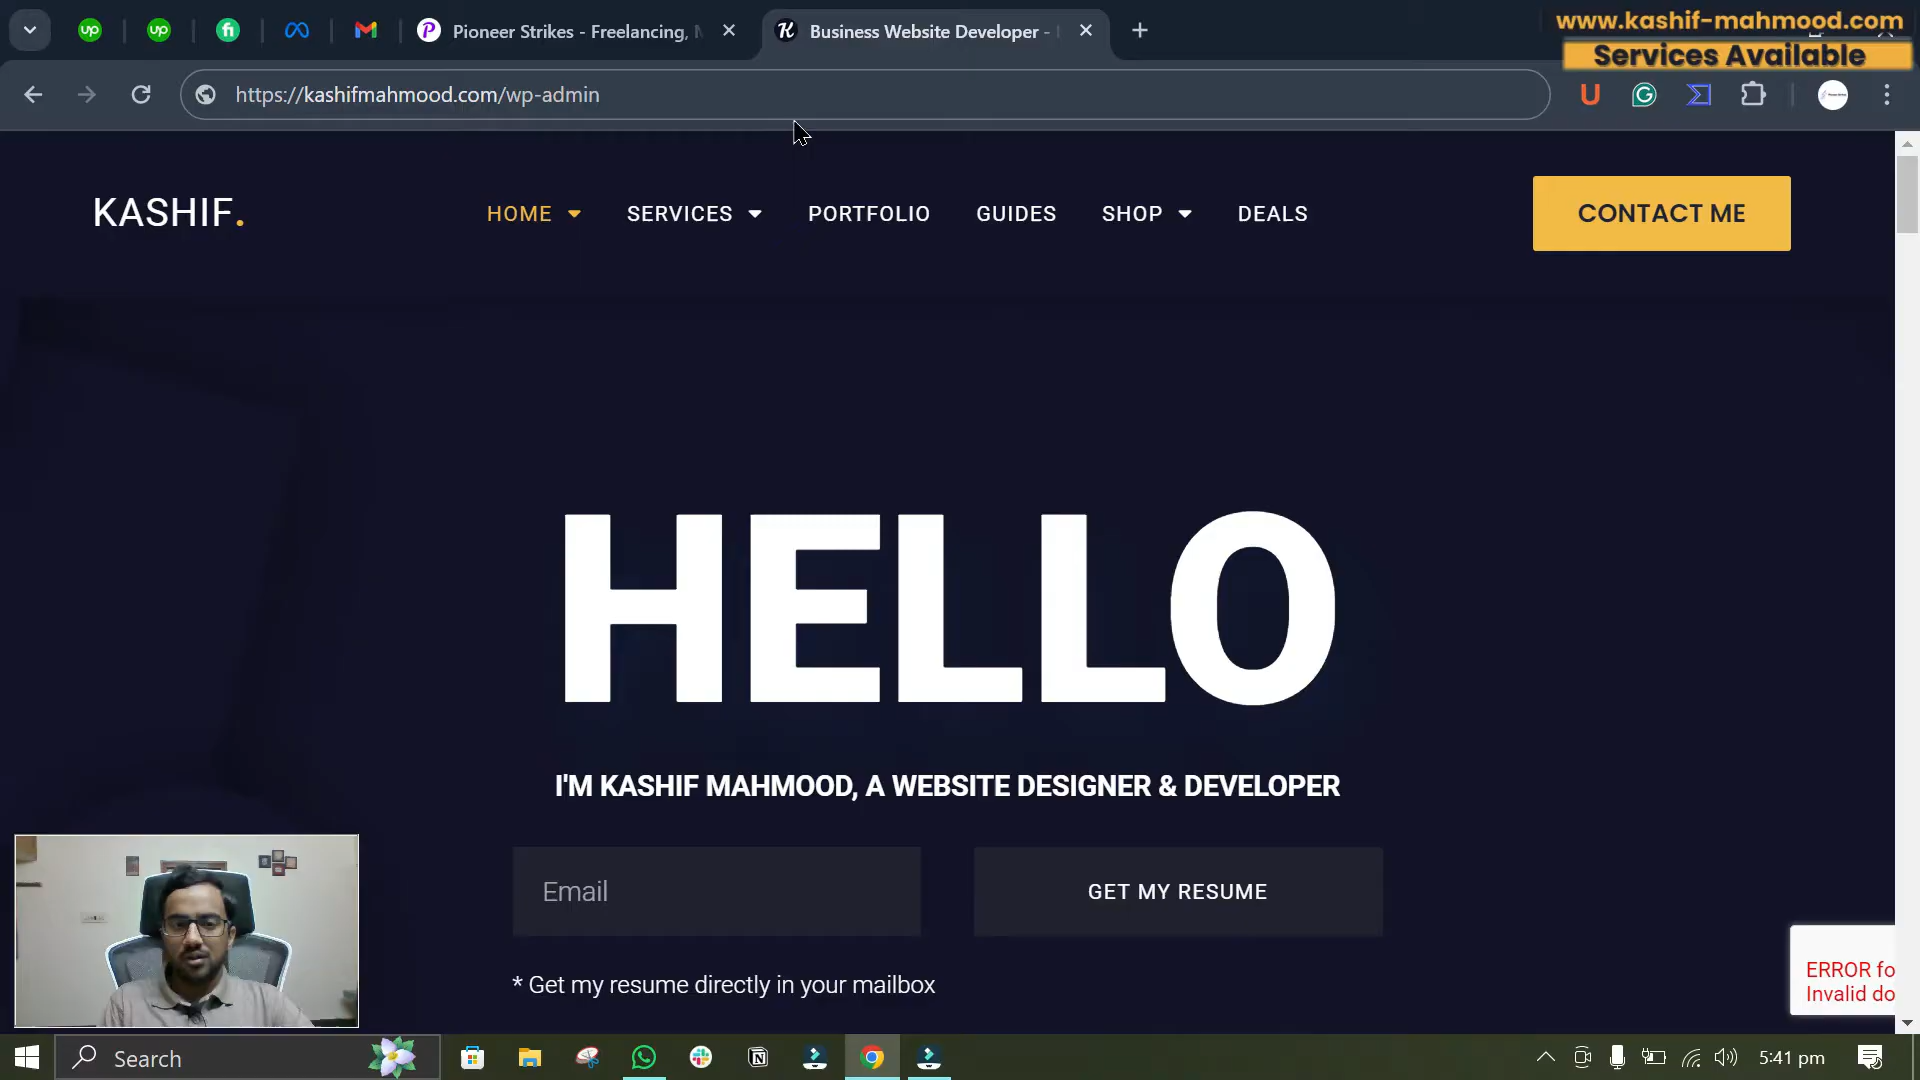 www.kashif-mahmood.com
Services Available
Pioneer Strikes - Freelancing,
Business Website Developer -
https://kashifmahmood.com/wp-admin
KASHIF.
HOME
SERVICES
PORTFOLIO
GUIDES
SHOP
DEALS
CONTACT ME
HELLO
I'M KASHIF MAHMOOD, A WEBSITE DESIGNER & DEVELOPER
Email
GET MY RESUME
* Get my resume directly in your mailbox
ERROR fo
Invalid do
Search
5:41 pm